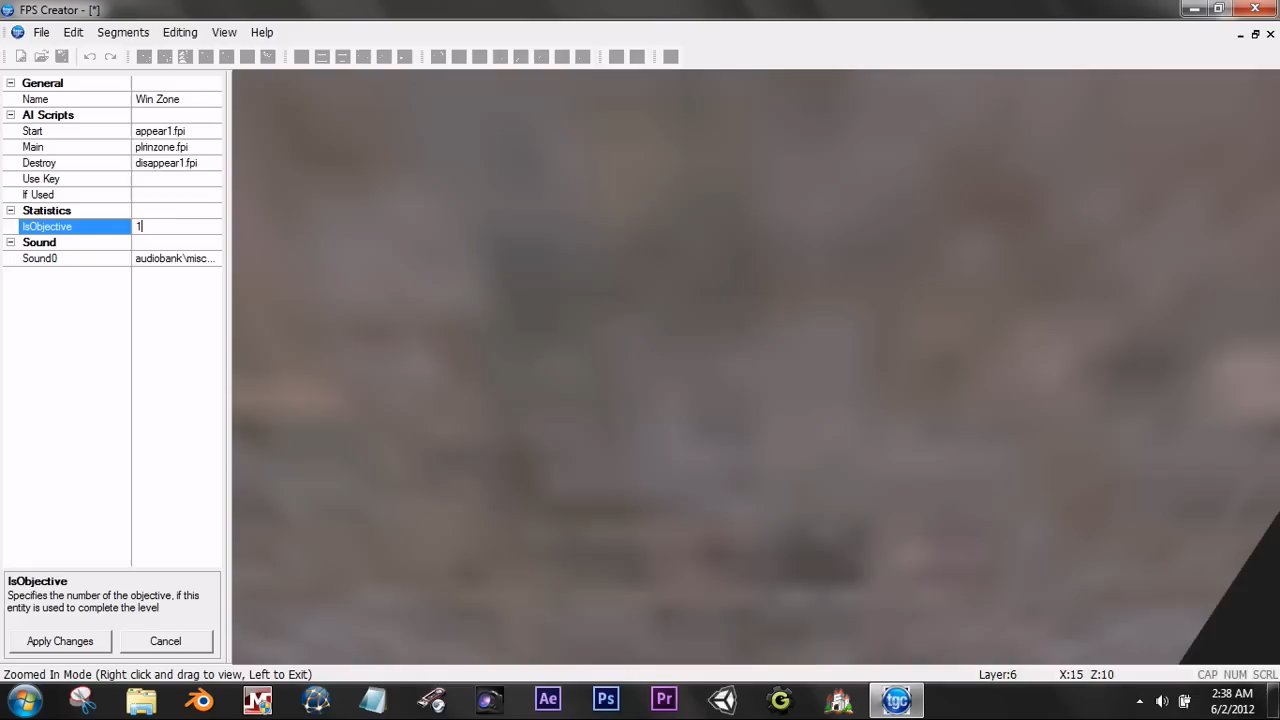 FPS Creator - [*]
File Edit Segments Editing View Help
General
Name Win Zone
AI Scripts
Start appear1.fpi
Main plrinzone.fpi
Destroy disappear1.fpi
Use Key
If Used
Statistics
IsObjective 1
Sound
Sound0 audiobank\misc...
IsObjective
Specifies the number of the objective, if this
entity is used to complete the level
Apply Changes Cancel
Zoomed In Mode (Right click and drag to view, Left to Exit) Layer:6 X:15 Z:10 CAP NUM SCRL
M Ae Ps Pr G tgc
2:38 AM
6/2/2012